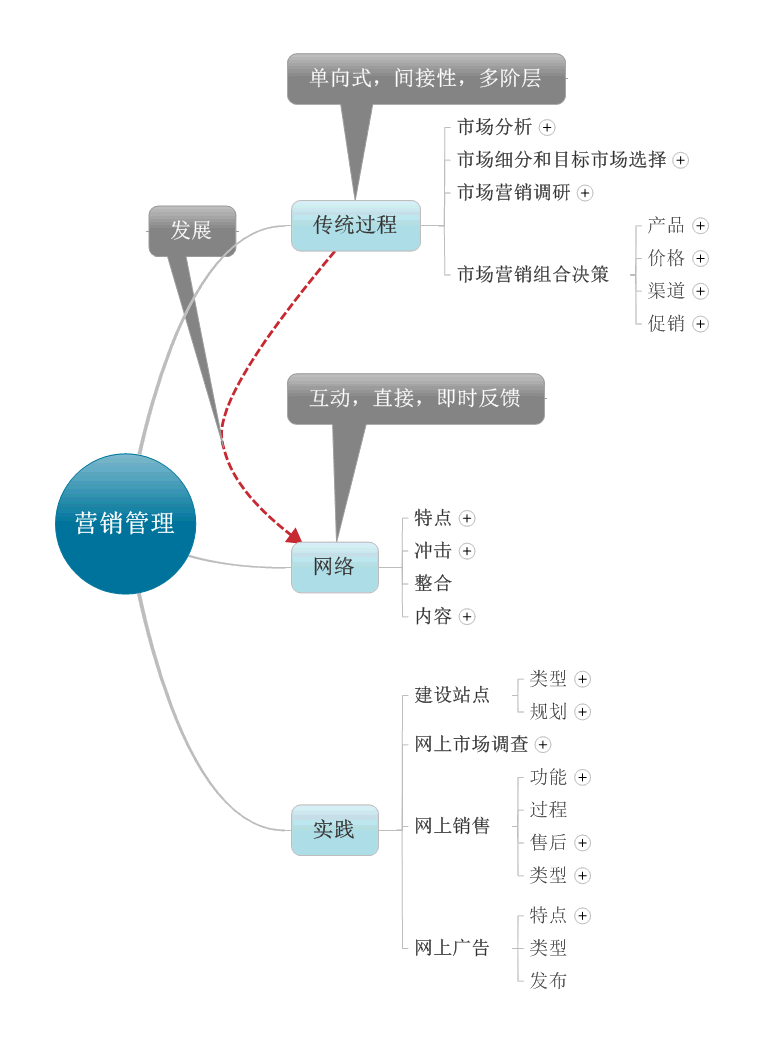 单向式，间接性，多阶层
市场分析
市场细分和目标市场选择
市场营销调研
发展
传统过程
产品
价格
市场营销组合决策
渠道
促销
互动，直接，即时反馈
营销管理
特点
冲击
网络
整合
内容
类型
建设站点
规划
网上市场调查
功能
过程
网上销售
实践
售后
类型
特点
网上广告
类型
发布